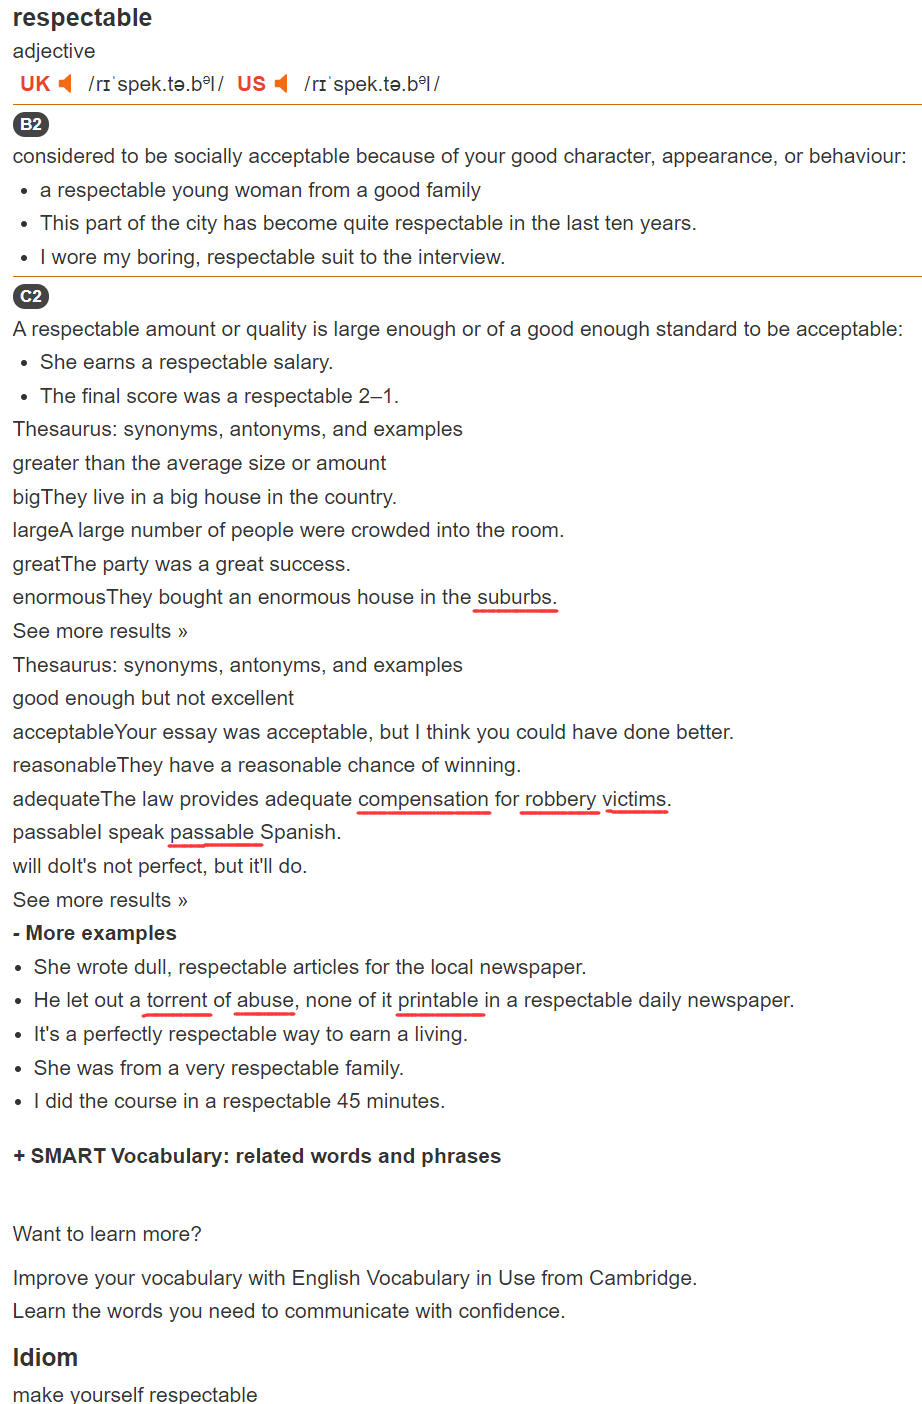 respectable
adjective
UK /rɪˈspek.tə.bəl/ US /rɪˈspek.tə.bəl/
B2
considered to be socially acceptable because of your good character, appearance, or behaviour:
• a respectable young woman from a good family
• This part of the city has become quite respectable in the last ten years.
• I wore my boring, respectable suit to the interview.
C2
A respectable amount or quality is large enough or of a good enough standard to be acceptable:
• She earns a respectable salary.
• The final score was a respectable 2–1.
Thesaurus: synonyms, antonyms, and examples
greater than the average size or amount
bigThey live in a big house in the country.
largeA large number of people were crowded into the room.
greatThe party was a great success.
enormousThey bought an enormous house in the suburbs.
See more results »
Thesaurus: synonyms, antonyms, and examples
good enough but not excellent
acceptableYour essay was acceptable, but I think you could have done better.
reasonableThey have a reasonable chance of winning.
adequateThe law provides adequate compensation for robbery victims.
passableI speak passable Spanish.
will doIt's not perfect, but it'll do.
See more results »
- More examples
• She wrote dull, respectable articles for the local newspaper.
• He let out a torrent of abuse, none of it printable in a respectable daily newspaper.
• It's a perfectly respectable way to earn a living.
• She was from a very respectable family.
• I did the course in a respectable 45 minutes.
+ SMART Vocabulary: related words and phrases
Want to learn more?
Improve your vocabulary with English Vocabulary in Use from Cambridge.
Learn the words you need to communicate with confidence.
Idiom
make yourself respectable